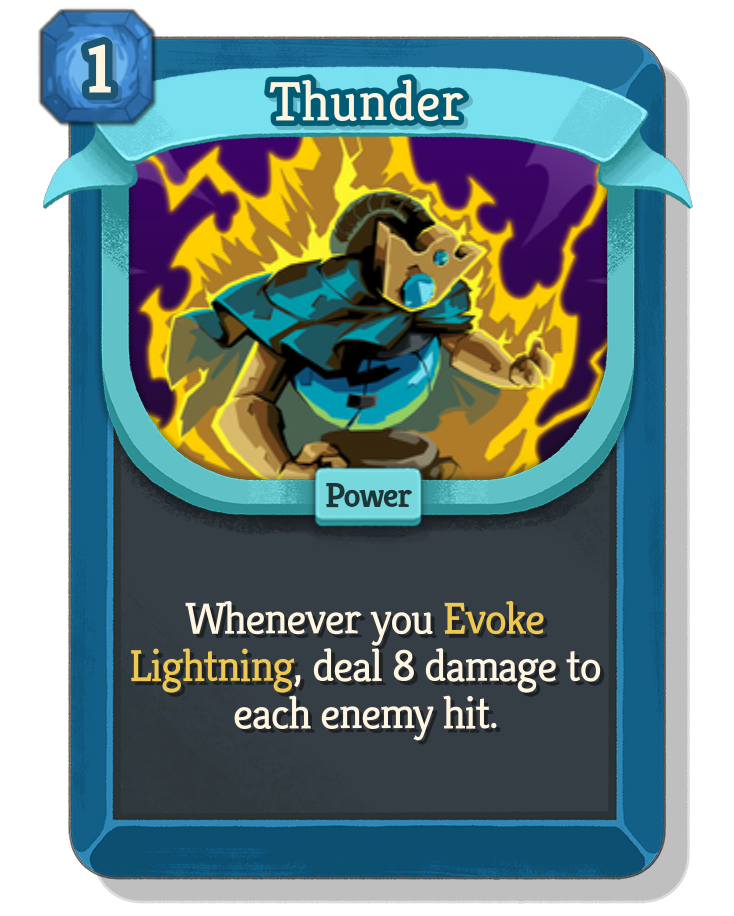 1
Thunder
Power
Whenever you Evoke
Lightning, deal 8 damage to
each enemy hit.